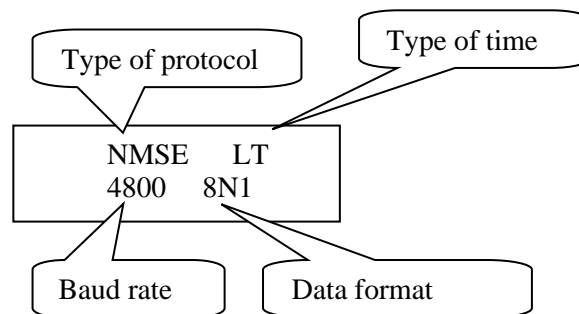 Type of time
Type of protocol
NMSE LT
4800 8N1
Baud rate Data format